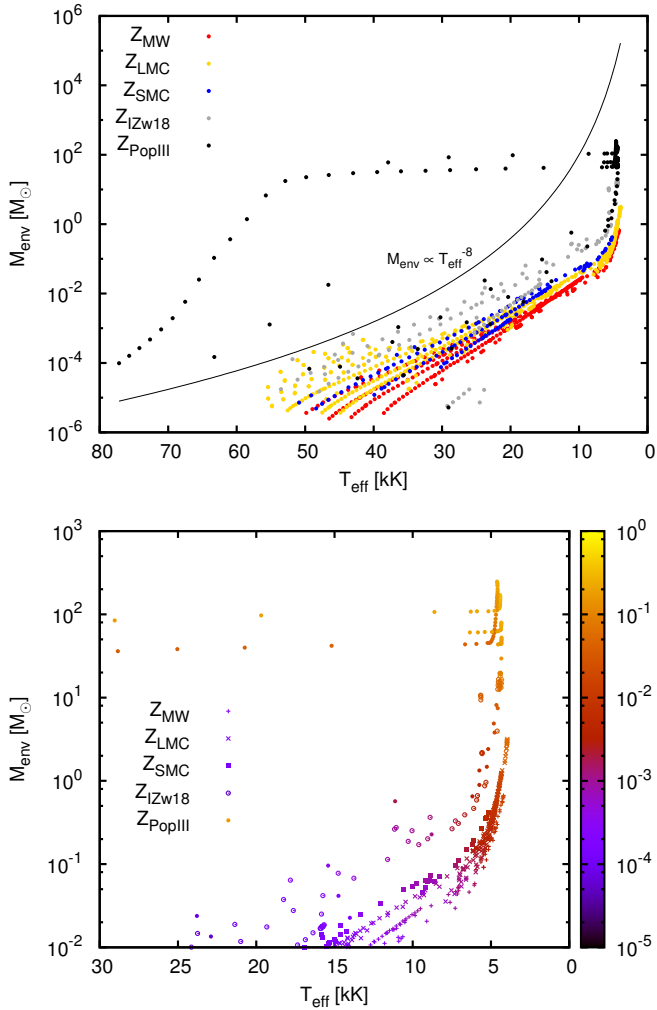 10^6
10^4
10^2
10^0
10^-2
10^-4
10^-6
M_env [M_☉]
Z_MW
Z_LMC
Z_SMC
Z_IZw18
Z_PopIII
M_env ∝ T_eff^-8
80 70 60 50 40 30 20 10 0
T_eff [kK]
10^3
10^2
10^1
10^0
10^-1
10^-2
M_env [M_☉]
Z_MW
Z_LMC
Z_SMC
Z_IZw18
Z_PopIII
30 25 20 15 10 5 0
T_eff [kK]
10^0
10^-1
10^-2
10^-3
10^-4
10^-5